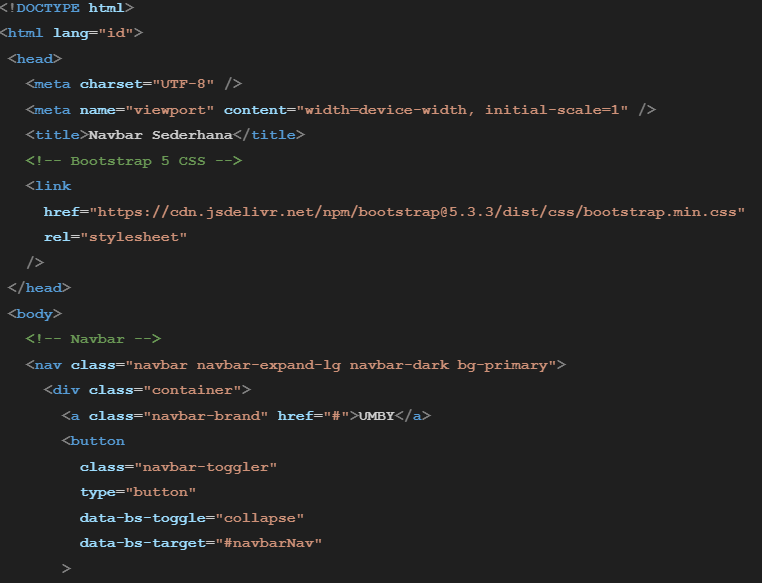 <!DOCTYPE html>
<html lang="id">
<head>
<meta charset="UTF-8" />
<meta name="viewport" content="width=device-width, initial-scale=1" />
<title>Navbar Sederhana</title>
<!-- Bootstrap 5 CSS -->
<link
href="https://cdn.jsdelivr.net/npm/bootstrap@5.3.3/dist/css/bootstrap.min.css"
rel="stylesheet"
/>
</head>
<body>
<!-- Navbar -->
<nav class="navbar navbar-expand-lg navbar-dark bg-primary">
<div class="container">
<a class="navbar-brand" href="#">UMBY</a>
<button
class="navbar-toggler"
type="button"
data-bs-toggle="collapse"
data-bs-target="#navbarNav"
>